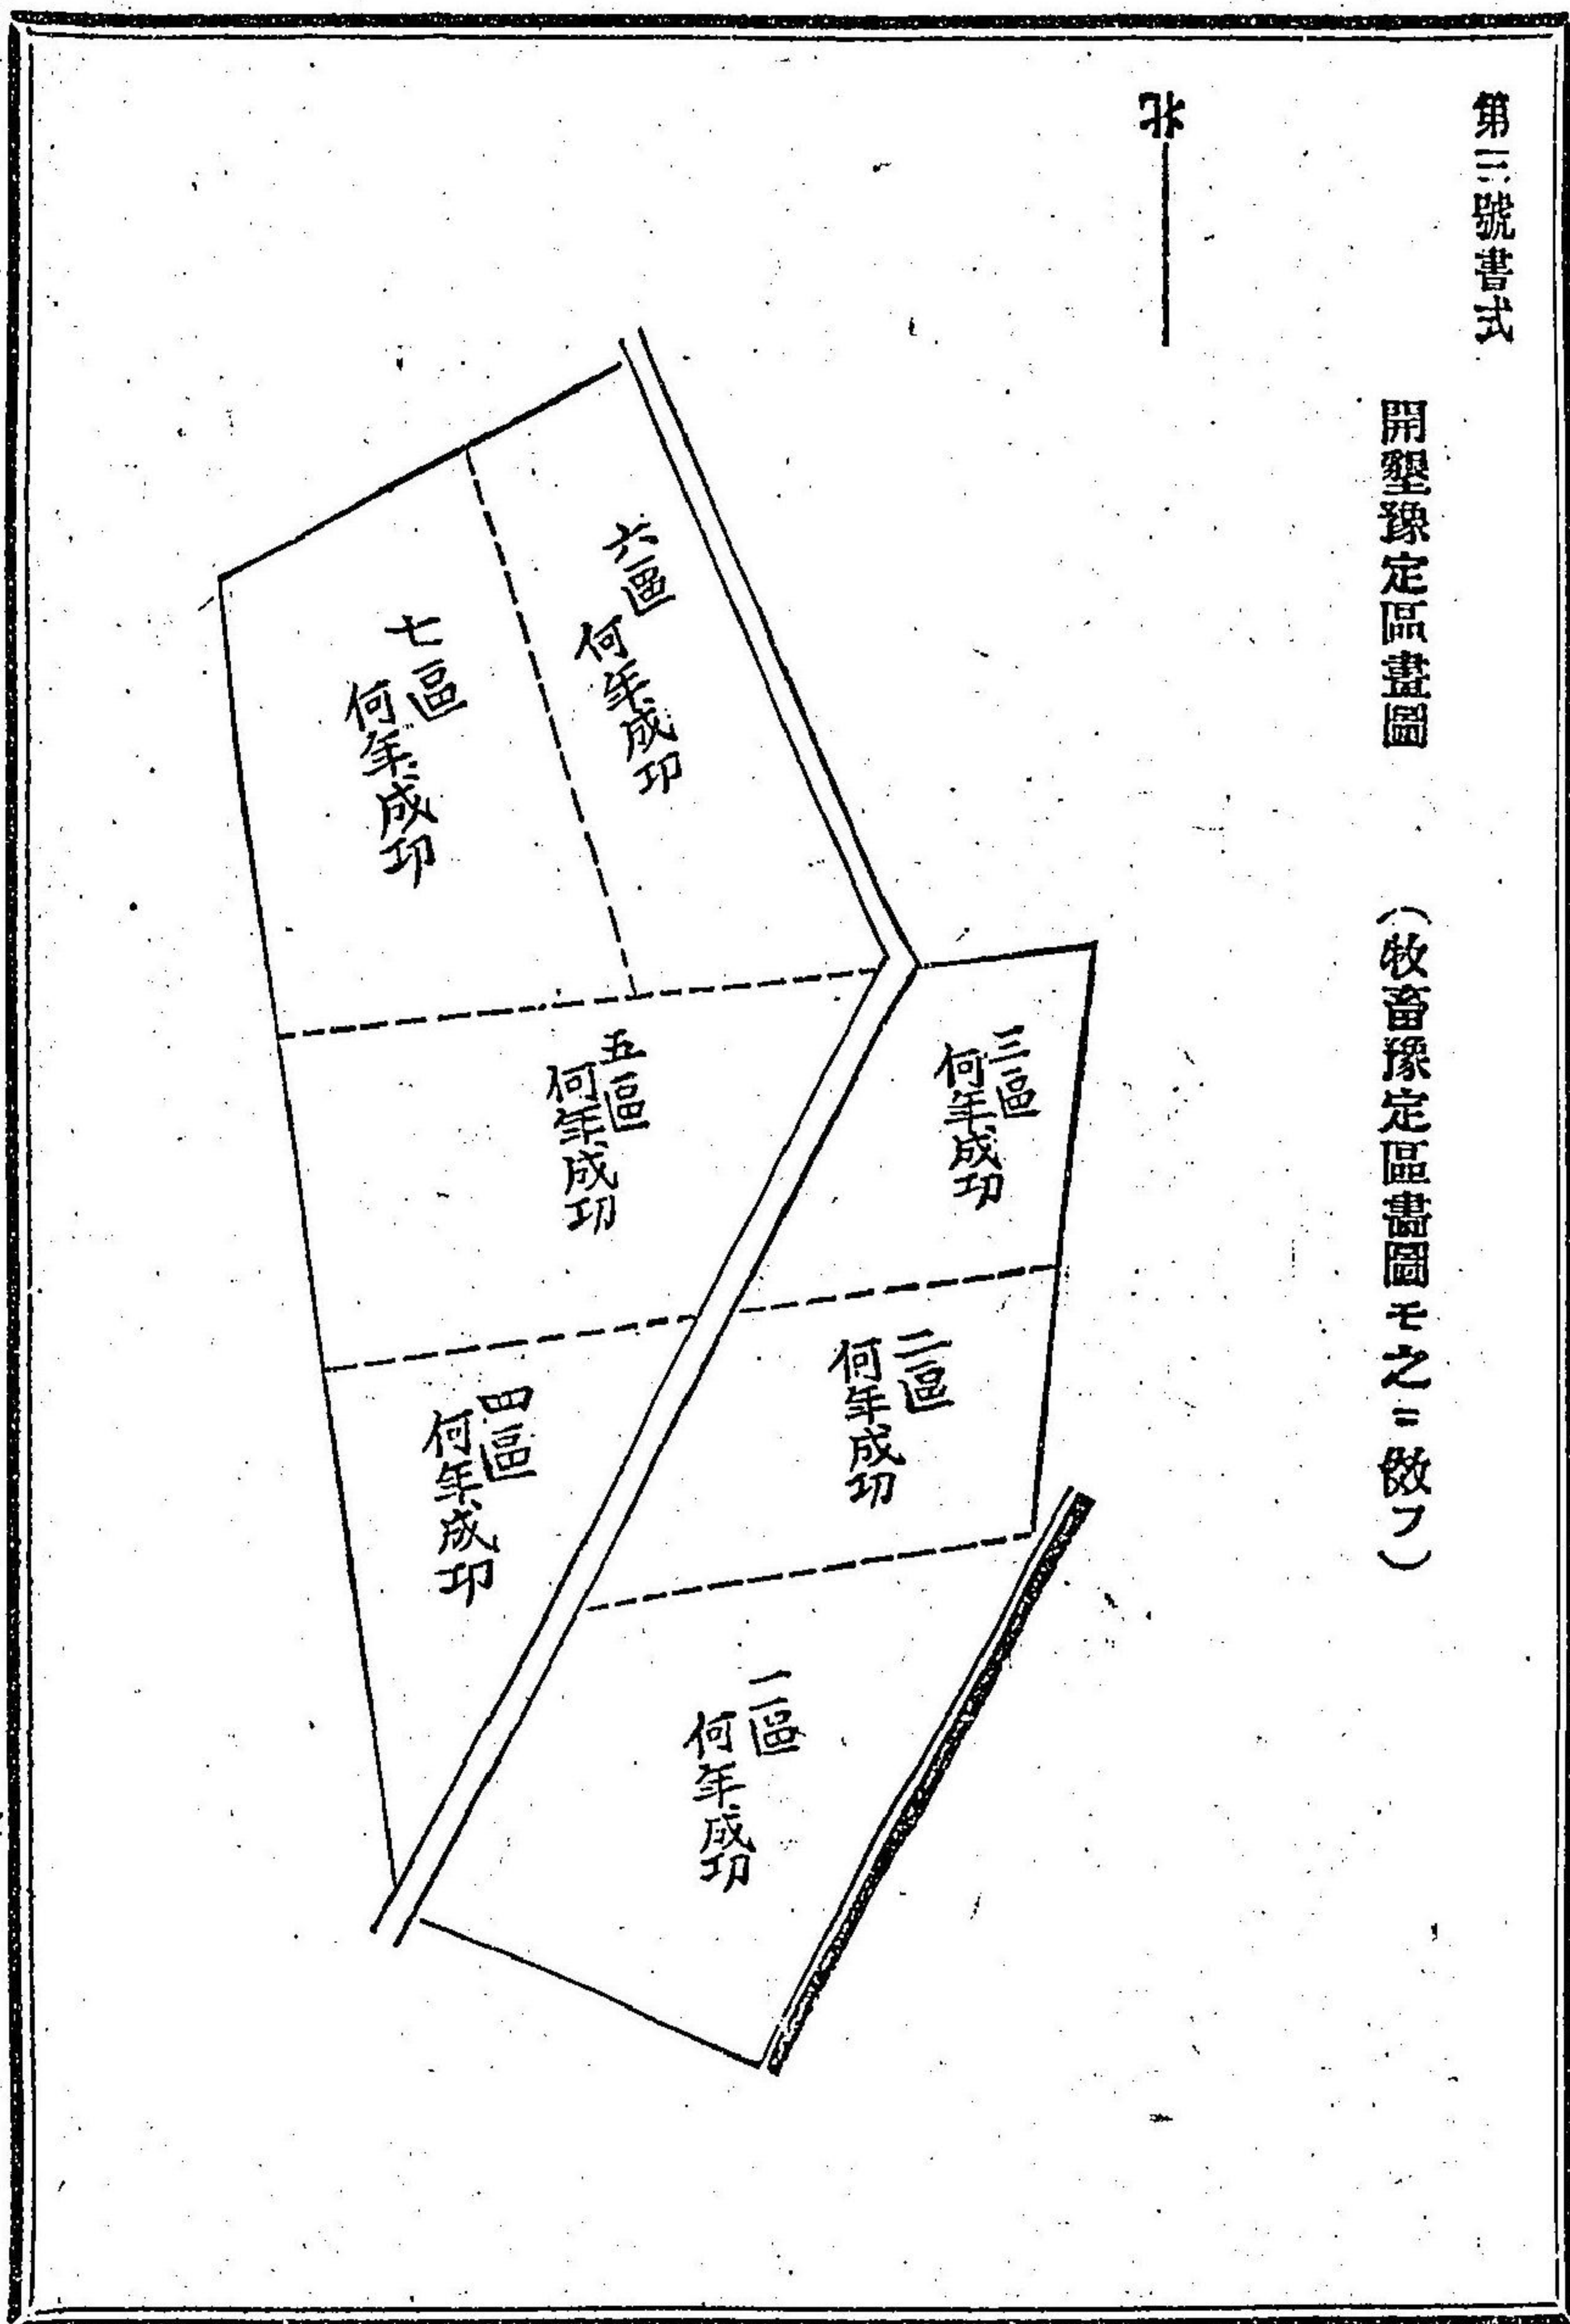 第三號書式
開墾豫定區畫圖　(牧畜豫定區畫圖モ之ニ倣フ)
北
一區
何年成功
二區
何年成功
三區
何年成功
四區
何年成功
五區
何年成功
六區
何年成功
七區
何年成功